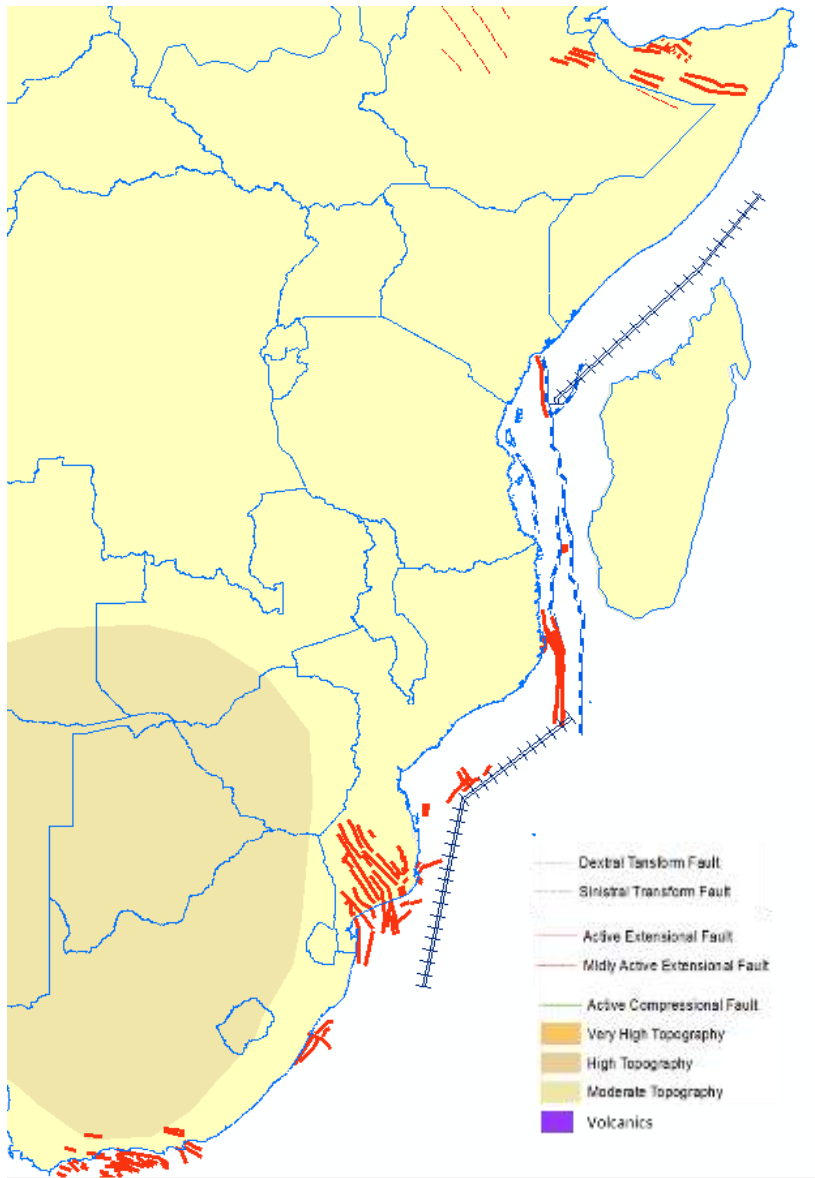 Dextral Tansform Fault
Sinistral Transform Fault
Active Extensional Fault
Midly Active Extensional Fault
Active Compressional Fault
Very High Topography
High Topography
Moderate Topography
Volcanics